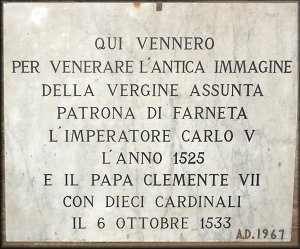 QUI VENNERO
PER VENERARE L'ANTICA IMMAGINE
DELLA VERGINE ASSUNTA
PATRONA DI FARNETA
L'IMPERATORE CARLO V
L'ANNO 1525
E IL PAPA CLEMENTE VII
CON DIECI CARDINALI
IL 6 OTTOBRE 1533
A.D. 1967